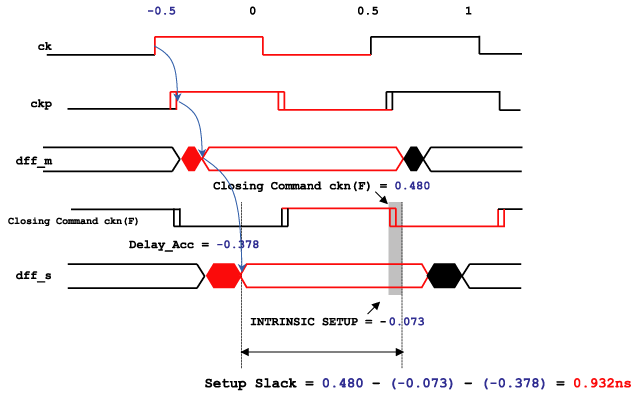 -0.5 0 0.5 1
ck
ckp
dff_m
Closing Command ckn(F) = 0.480
Closing Command ckn(F)
Delay_Acc = -0.378
dff_s
INTRINSIC SETUP = -0.073
Setup Slack = 0.480 - (-0.073) - (-0.378) = 0.932ns